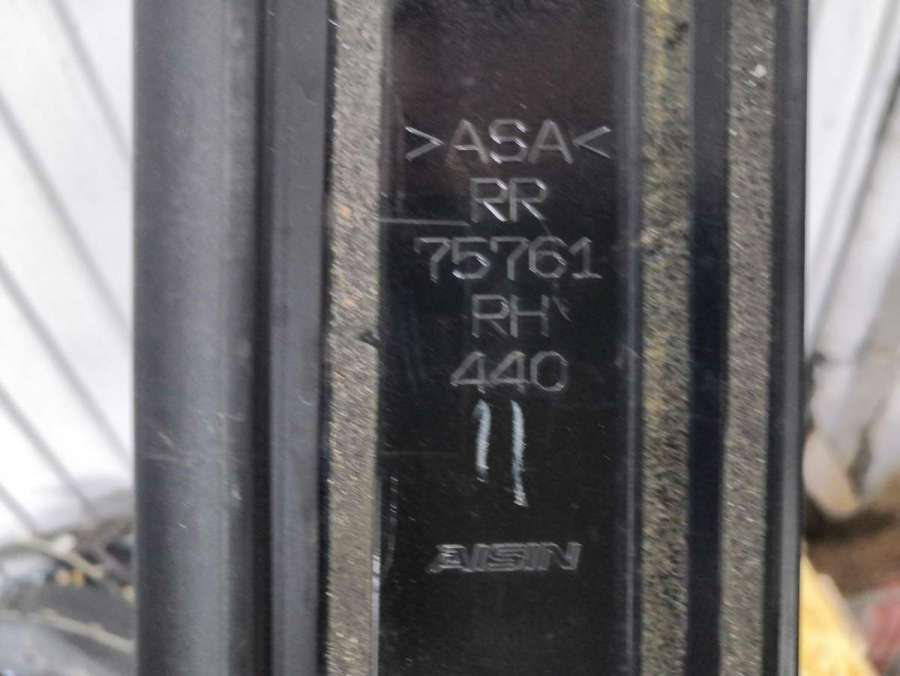 >ASA<
RR
75761
RH
440
11
AISIN